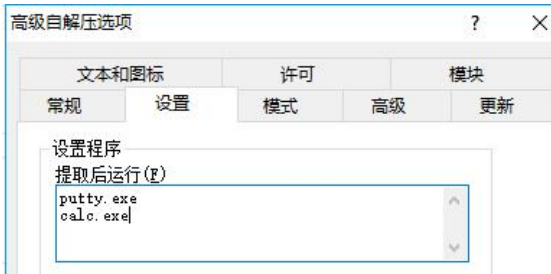 高级自解压选项 ?
文本和图标 许可 模块
常规 设置 模式 高级 更新
设置程序
提取后运行(F)
putty.exe
calc.exe